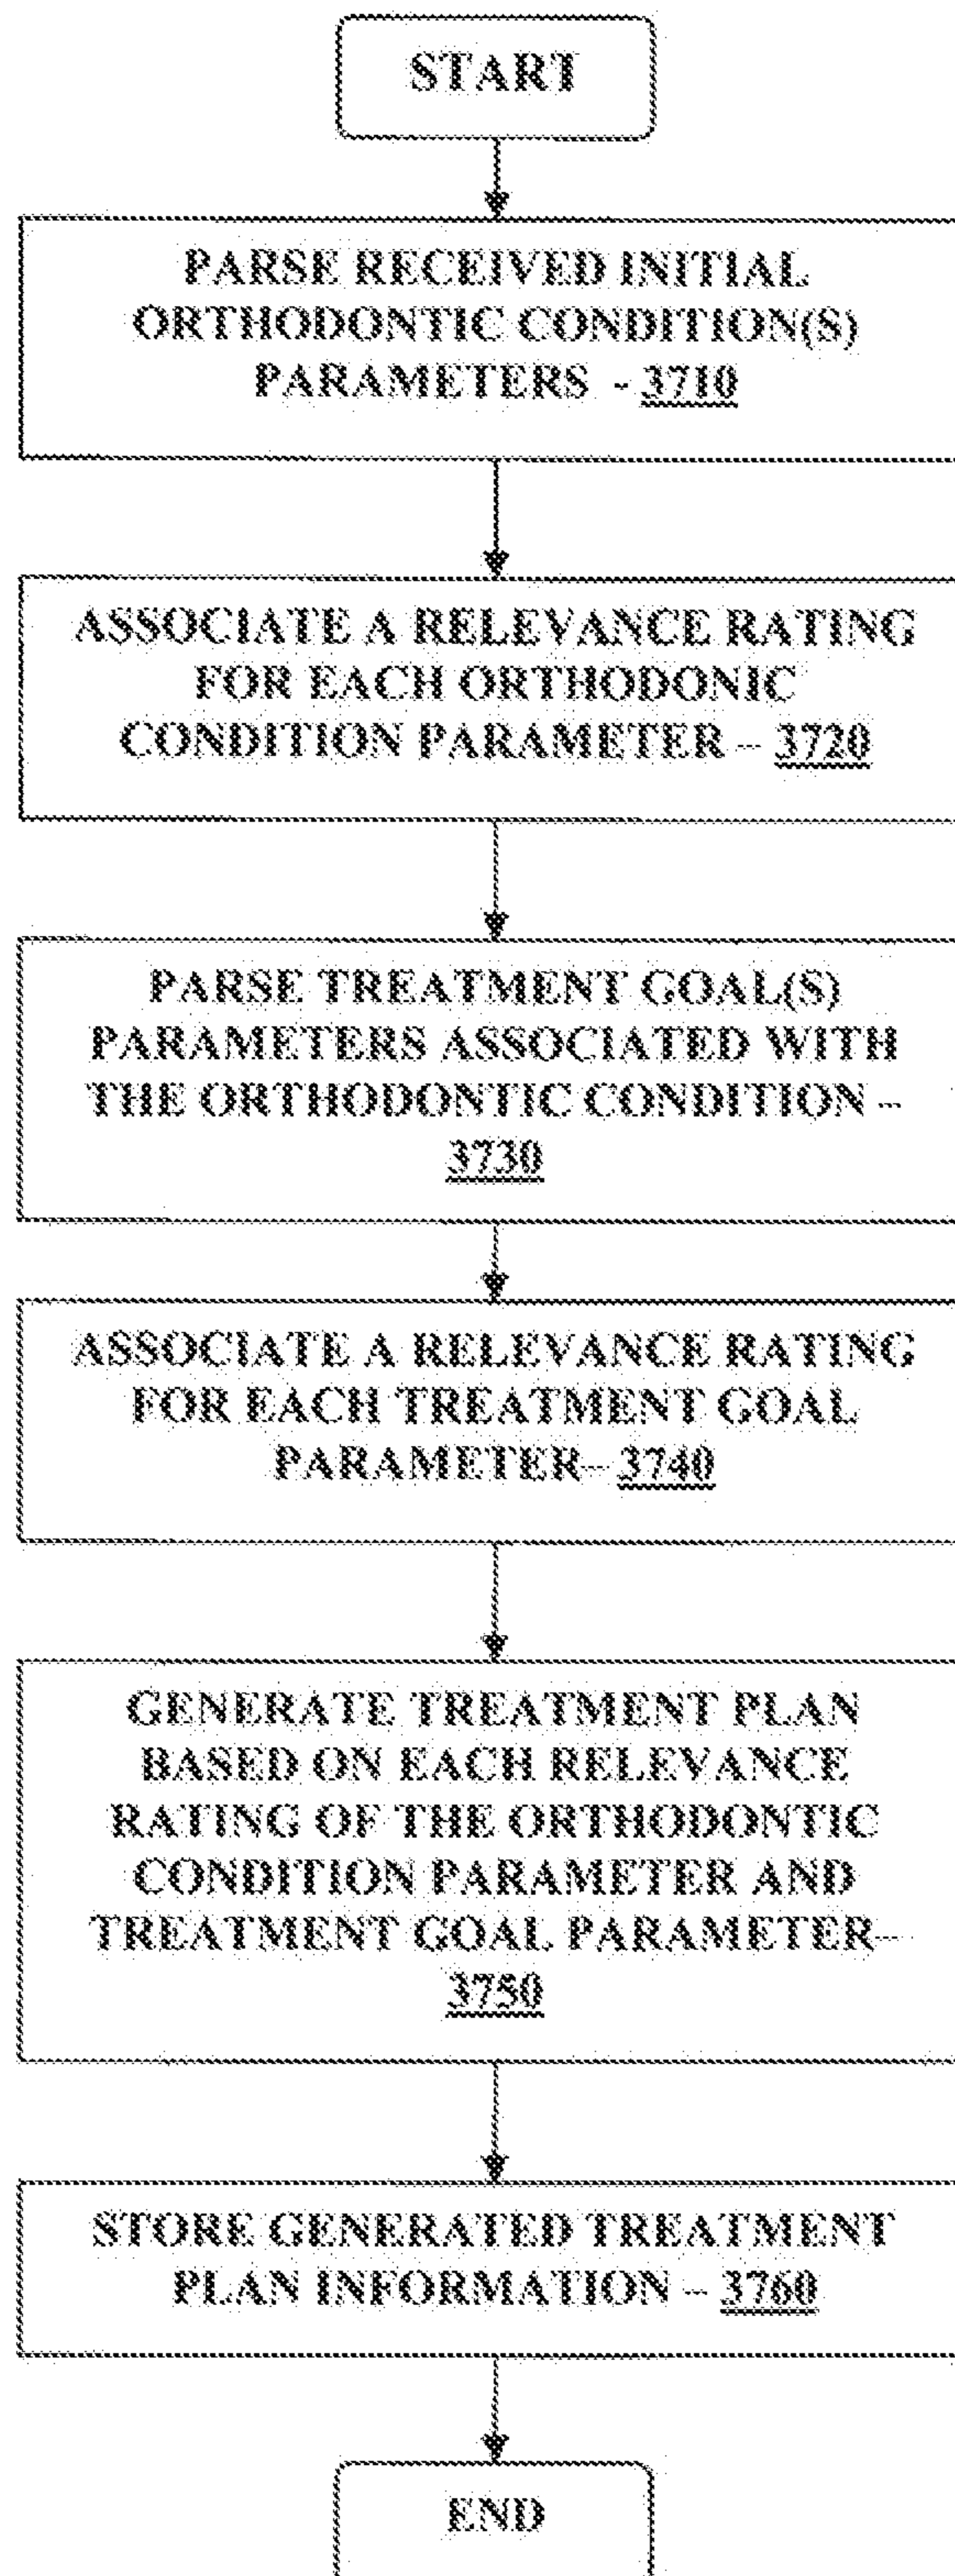 START
PARSE RECEIVED INITIAL
ORTHODONTIC CONDITION(S)
PARAMETERS - 3710
ASSOCIATE A RELEVANCE RATING
FOR EACH ORTHODONIC
CONDITION PARAMETER – 3720
PARSE TREATMENT GOAL(S)
PARAMETERS ASSOCIATED WITH
THE ORTHODONTIC CONDITION –
3730
ASSOCIATE A RELEVANCE RATING
FOR EACH TREATMENT GOAL
PARAMETER– 3740
GENERATE TREATMENT PLAN
BASED ON EACH RELEVANCE
RATING OF THE ORTHODONTIC
CONDITION PARAMETER AND
TREATMENT GOAL PARAMETER–
3750
STORE GENERATED TREATMENT
PLAN INFORMATION – 3760
END